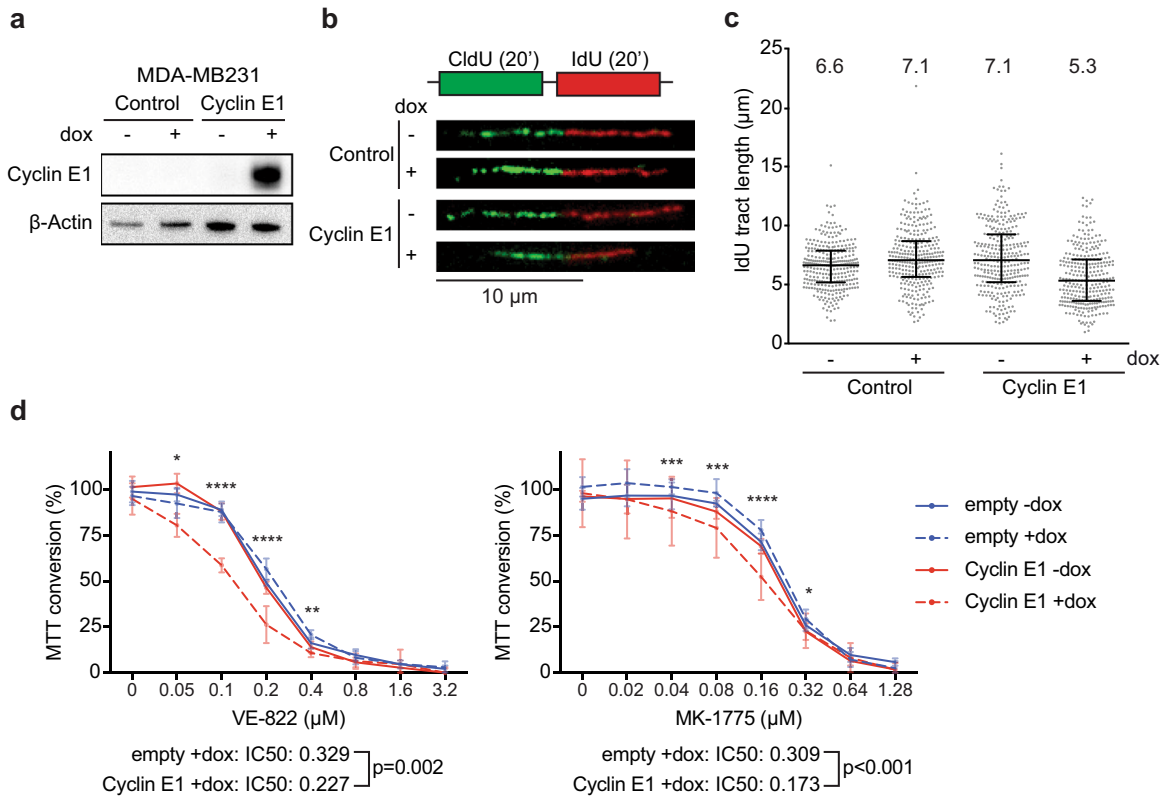 a
MDA-MB231
Control Cyclin E1
dox - + - +
Cyclin E1
β-Actin
b
CldU (20') IdU (20')
dox
Control
-
+
Cyclin E1
-
+
10 µm
c
IdU tract length (µm)
25
20
15
10
5
0
6.6 7.1 7.1 5.3
- + - + dox
Control Cyclin E1
d
MTT conversion (%)
100
75
50
25
0
* **** **** **
0 0.05 0.1 0.2 0.4 0.8 1.6 3.2
VE-822 (µM)
empty +dox: IC50: 0.329
Cyclin E1 +dox: IC50: 0.227
p=0.002
MTT conversion (%)
100
75
50
25
0
*** *** **** *
0 0.02 0.04 0.08 0.16 0.32 0.64 1.28
MK-1775 (µM)
empty +dox: IC50: 0.309
Cyclin E1 +dox: IC50: 0.173
p<0.001
empty -dox
empty +dox
Cyclin E1 -dox
Cyclin E1 +dox